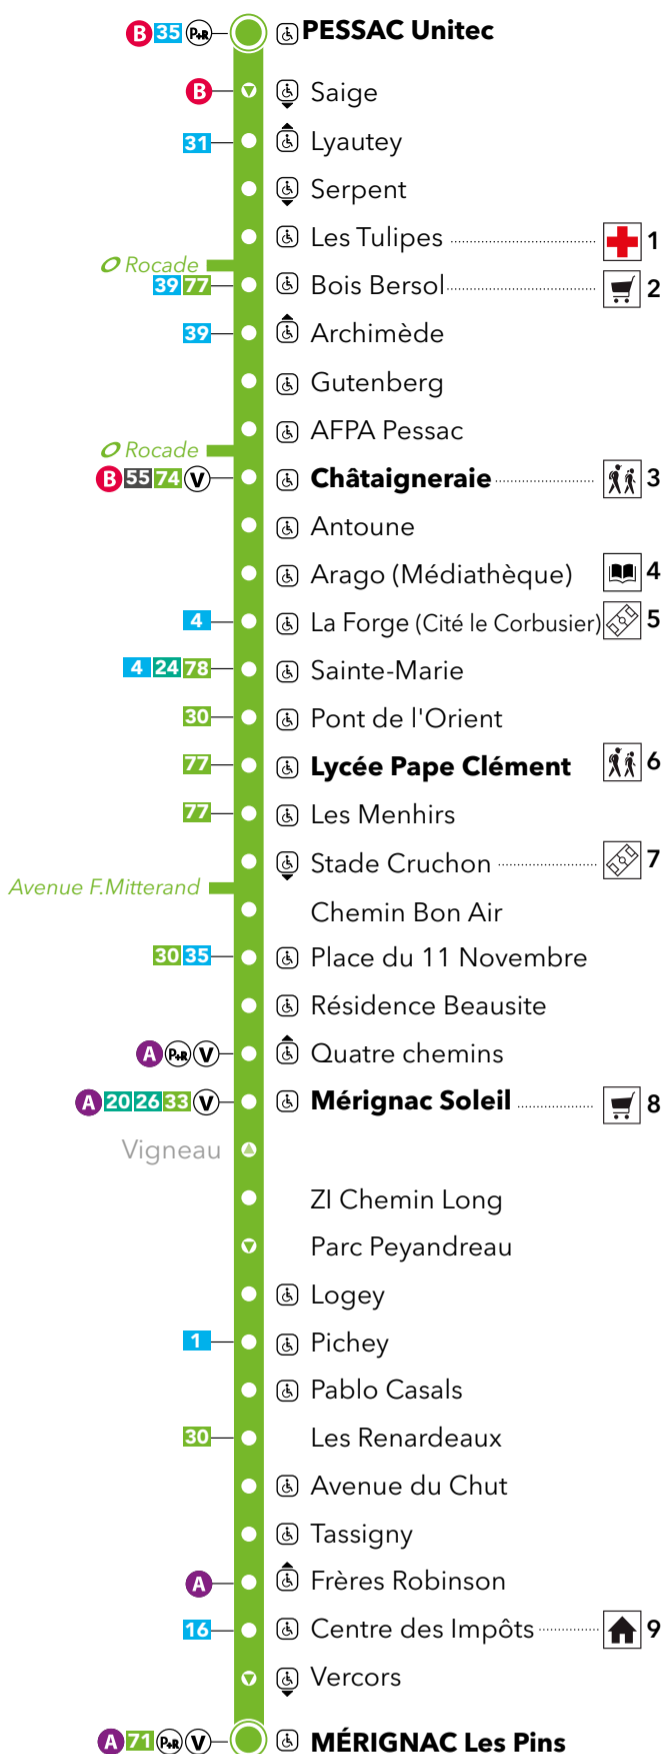 B 35 P+R PESSAC Unitec
B Saige
31 Lyautey
Serpent
Les Tulipes 1
Rocade
39 77 Bois Bersol 2
39 Archimède
Gutenberg
AFPA Pessac
Rocade
B 55 74 V Châtaigneraie 3
Antoune
Arago (Médiathèque) 4
4 La Forge (Cité le Corbusier) 5
4 24 78 Sainte-Marie
30 Pont de l'Orient
77 Lycée Pape Clément 6
77 Les Menhirs
Stade Cruchon 7
Avenue F.Mitterand
Chemin Bon Air
30 35 Place du 11 Novembre
Résidence Beausite
A P+R V Quatre chemins
A 20 26 33 V Mérignac Soleil 8
Vigneau
ZI Chemin Long
Parc Peyandreau
Logey
1 Pichey
Pablo Casals
30 Les Renardeaux
Avenue du Chut
Tassigny
A Frères Robinson
16 Centre des Impôts 9
Vercors
A 71 P+R V MÉRIGNAC Les Pins